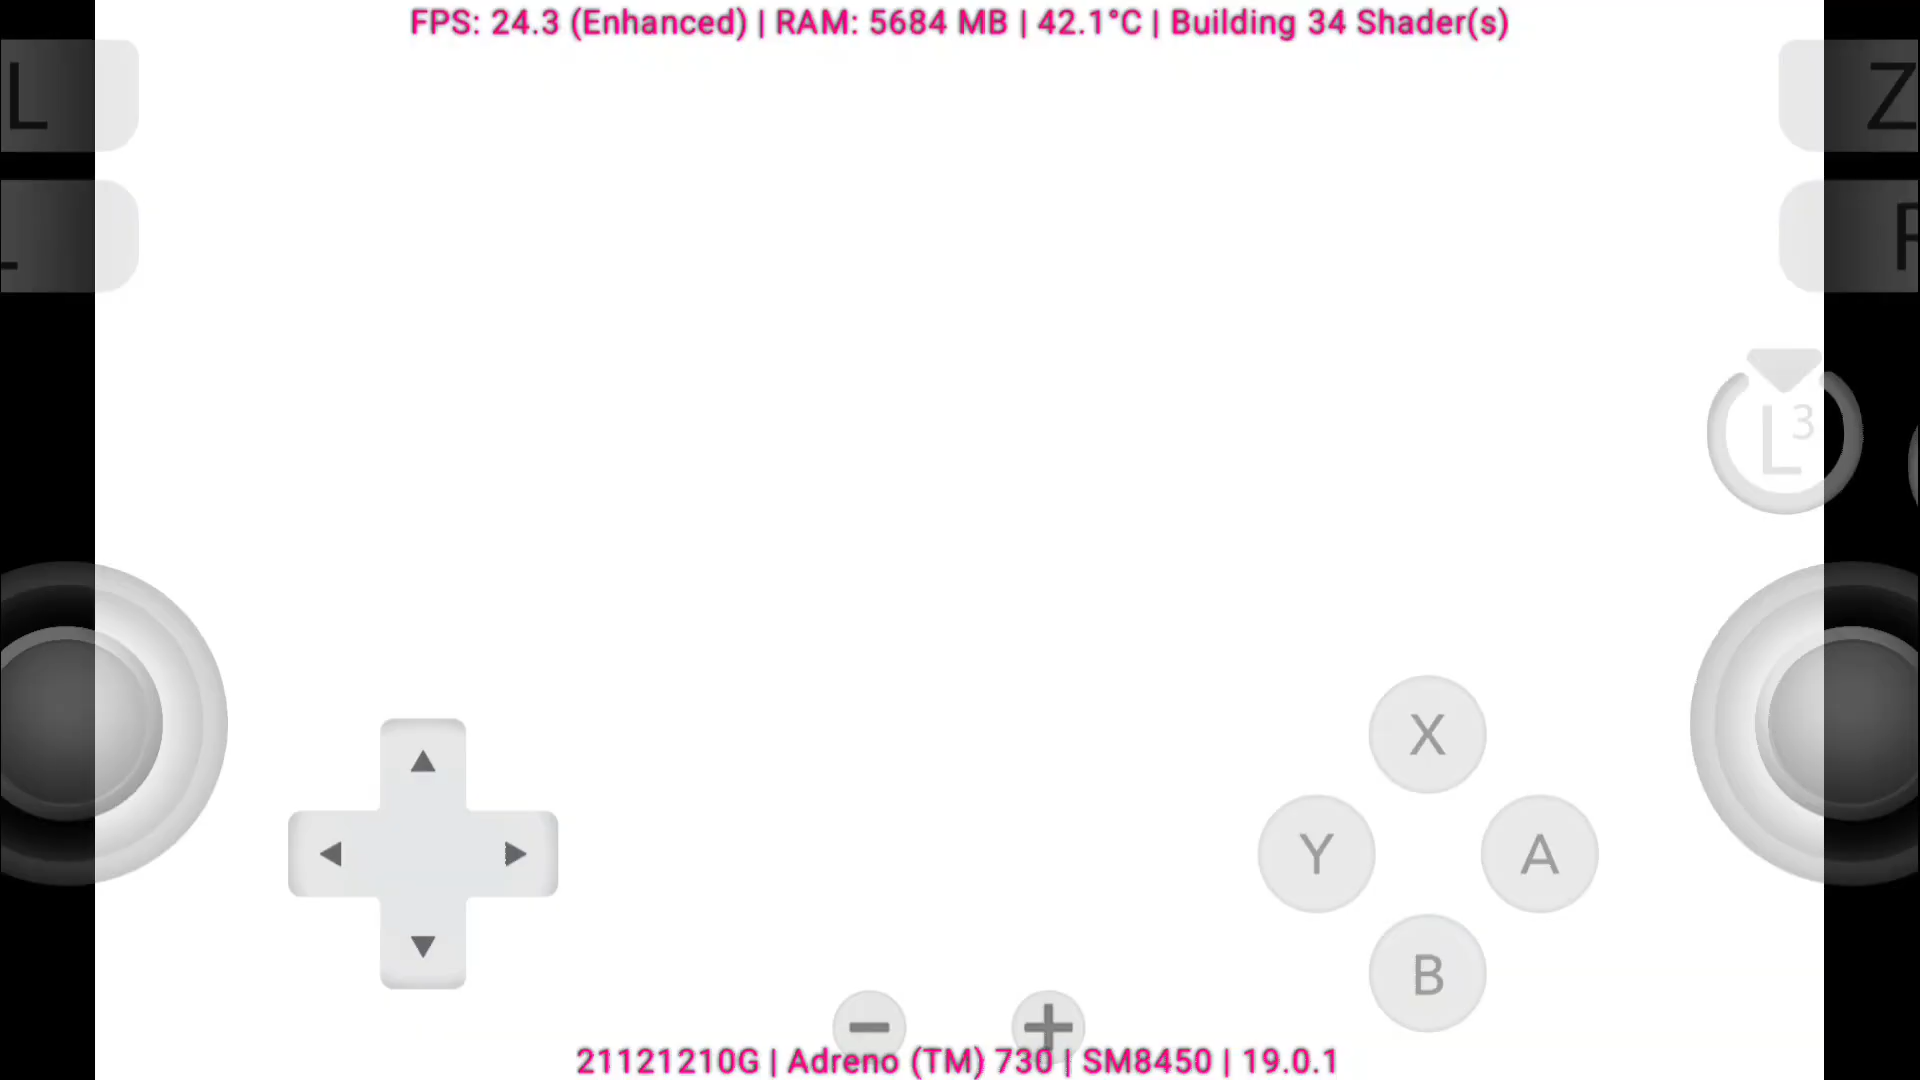 FPS: 24.3 (Enhanced) | RAM: 5684 MB | 42.1°C | Building 34 Shader(s)
L
Z
L3
X
Y
A
B
21121210G | Adreno (TM) 730 | SM8450 | 19.0.1